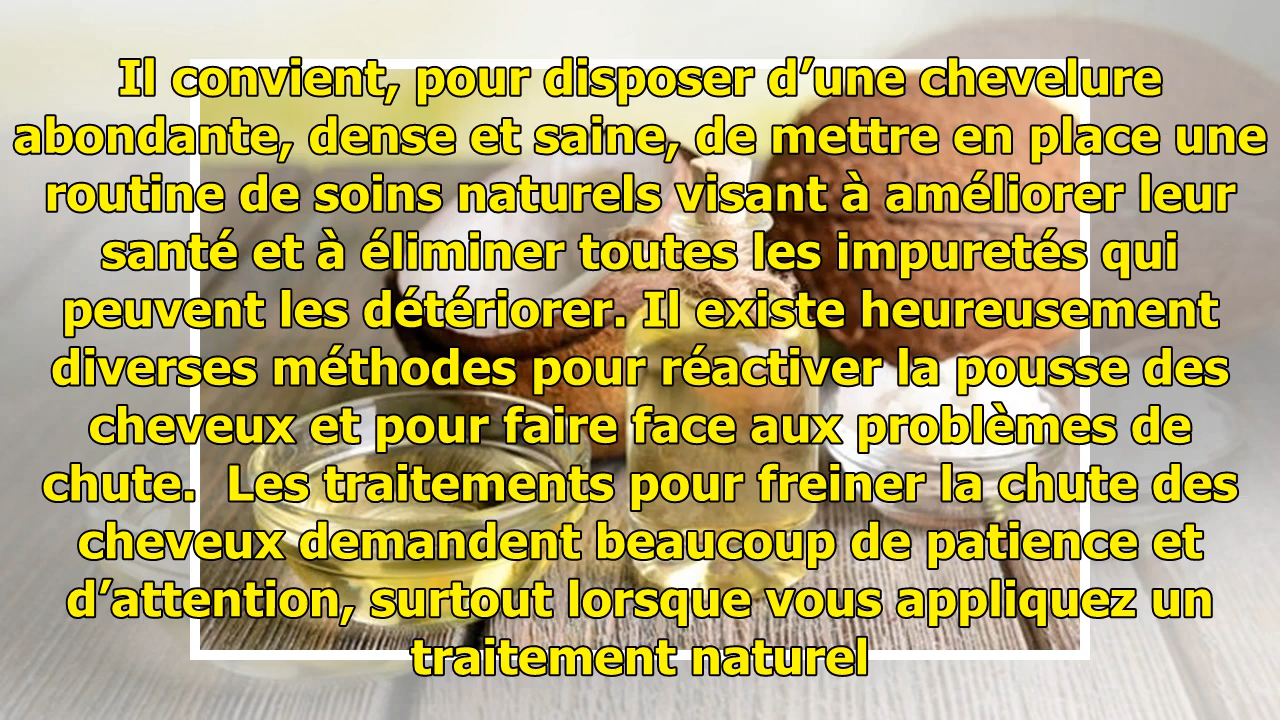 Il convient, pour disposer d’une chevelure
abondante, dense et saine, de mettre en place une
routine de soins naturels visant à améliorer leur
santé et à éliminer toutes les impuretés qui
peuvent les détériorer. Il existe heureusement
diverses méthodes pour réactiver la pousse des
cheveux et pour faire face aux problèmes de
chute.  Les traitements pour freiner la chute des
cheveux demandent beaucoup de patience et
d’attention, surtout lorsque vous appliquez un
traitement naturel